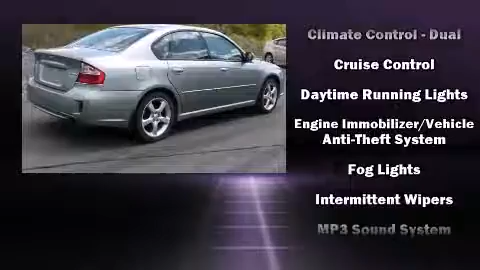 Climate Control - Dual
Cruise Control
Daytime Running Lights
Engine Immobilizer/Vehicle
Anti-Theft System
Fog Lights
Intermittent Wipers
MP3 Sound System